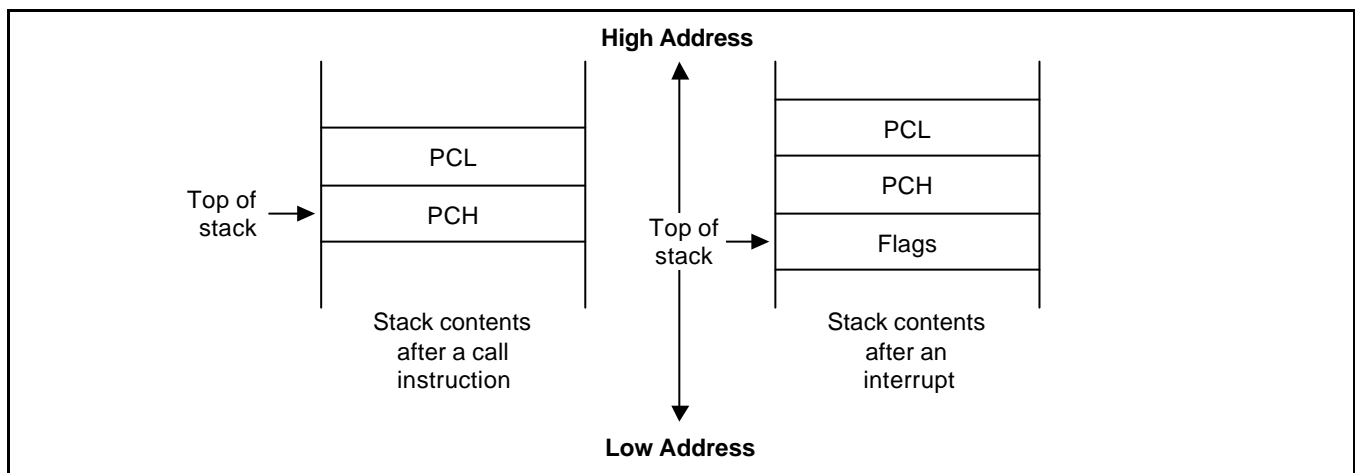 High Address
PCL
PCH
Top of
stack
Stack contents
after a call
instruction
Top of
stack
PCL
PCH
Flags
Stack contents
after an
interrupt
Low Address